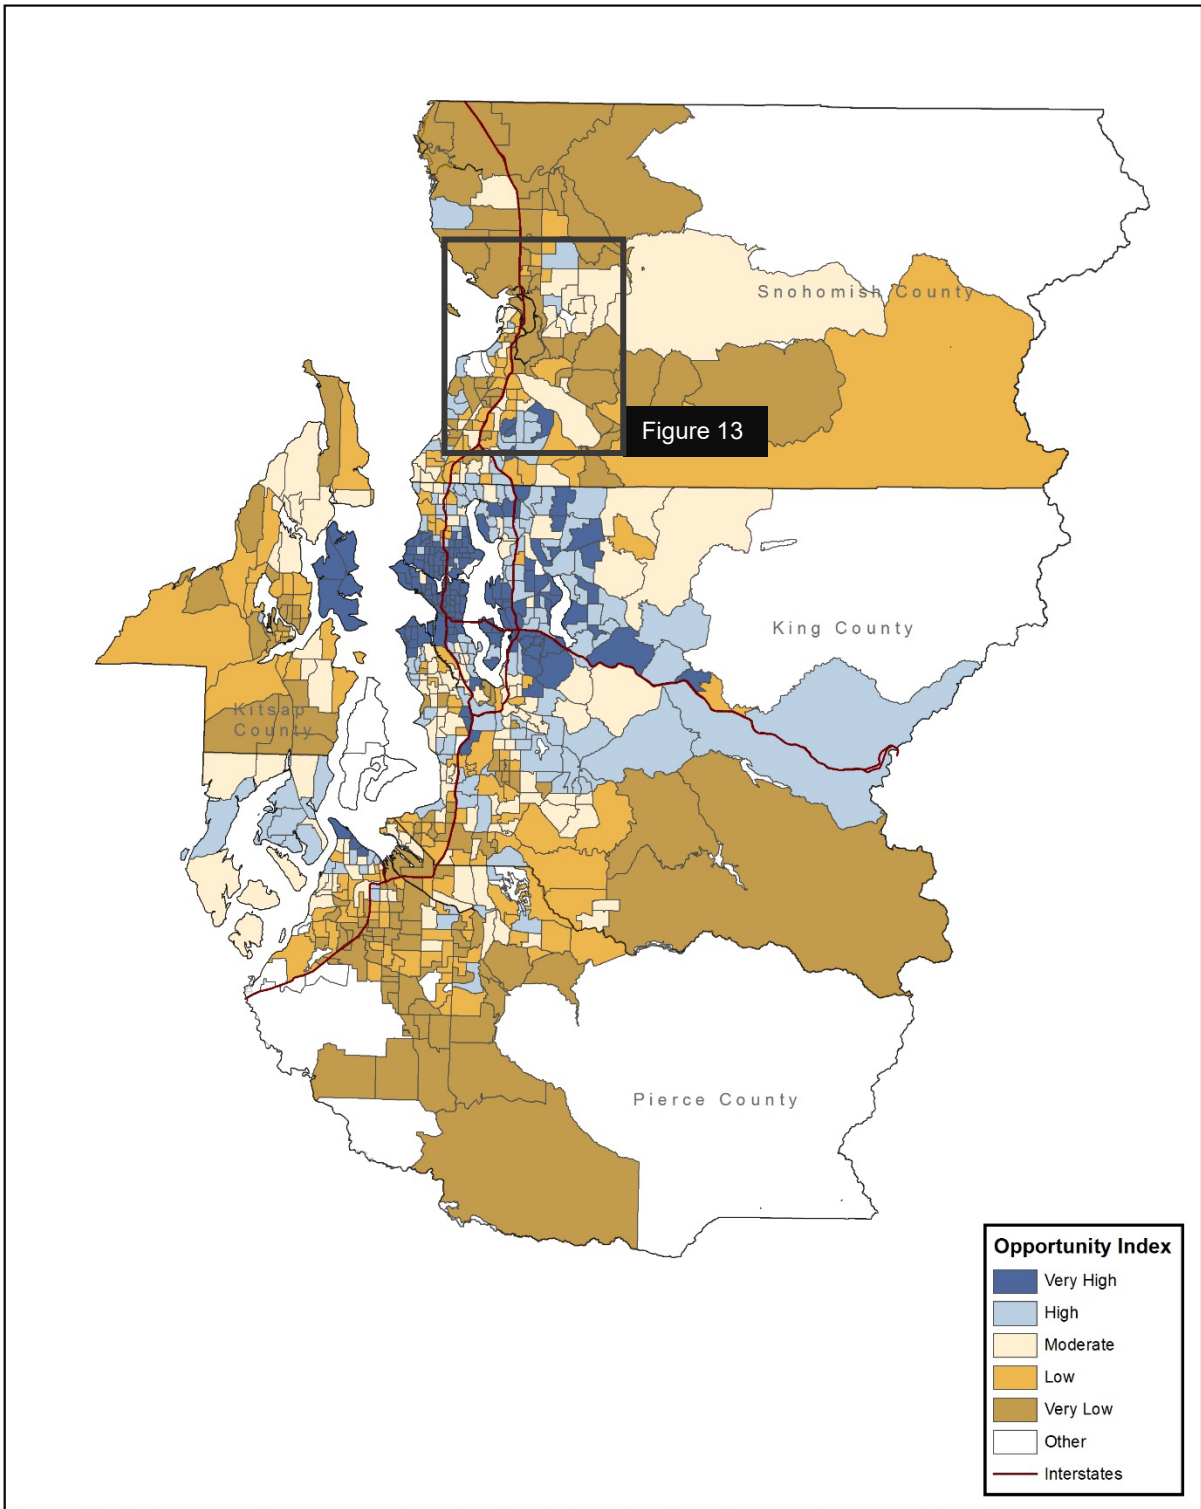 Snohomish County
Figure 13
King County
Kitsap
County
Pierce County
Opportunity Index
Very High
High
Moderate
Low
Very Low
Other
Interstates